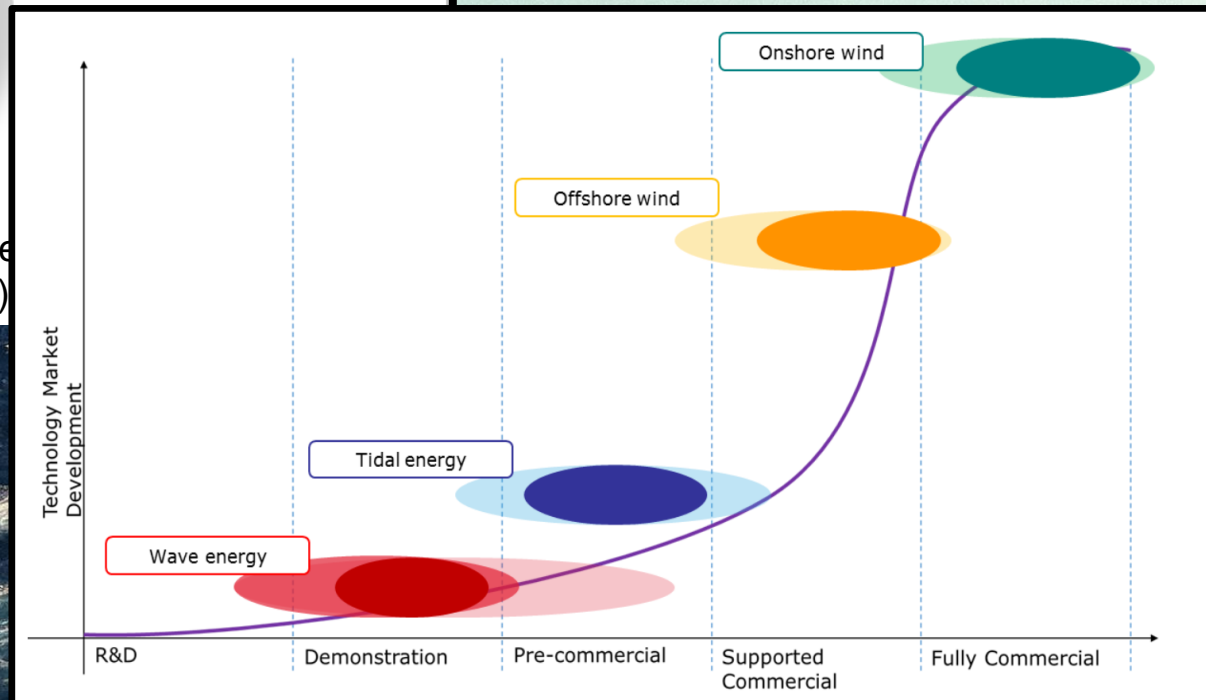 Onshore wind
Offshore wind
Technology Market
Development
Tidal energy
Wave energy
R&D
Demonstration
Pre-commercial
Supported
Commercial
Fully Commercial
e
)